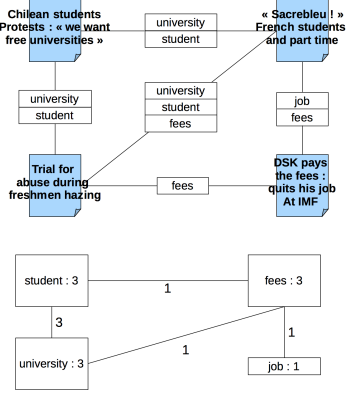 Chilean students
Protests : « we want
free universities »
university
student
« Sacrebleu ! »
French students
and part time
university
student
university
student
fees
job
fees
Trial for
abuse during
freshmen hazing
fees
DSK pays
the fees :
quits his job
At IMF
student : 3
1
fees : 3
3
1
1
university : 3
job : 1